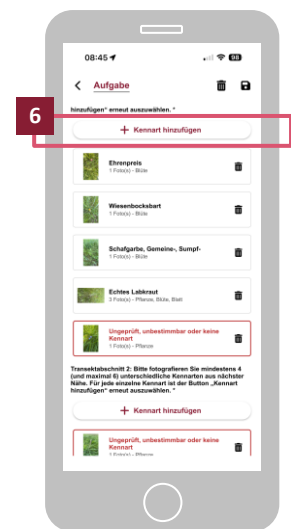 08:45
98
Aufgabe
hinzufügen" erneut auszuwählen. *
6
+ Kennart hinzufügen
Ehrenpreis
1 Foto(s) - Blüte
Wiesenbocksbart
1 Foto(s) - Blüte
Schafgarbe, Gemeine-, Sumpf-
1 Foto(s) - Blüte
Echtes Labkraut
3 Foto(s) - Pflanze, Blüte, Blatt
Ungeprüft, unbestimmbar oder keine
Kennart
1 Foto(s) - Pflanze
Transektabschnitt 2: Bitte fotografieren Sie mindestens 4
(und maximal 6) unterschiedliche Kennarten aus nächster
Nähe. Für jede einzelne Kennart ist der Button „Kennart
hinzufügen" erneut auszuwählen. *
+ Kennart hinzufügen
Ungeprüft, unbestimmbar oder keine
Kennart
1 Foto(s) - Pflanze